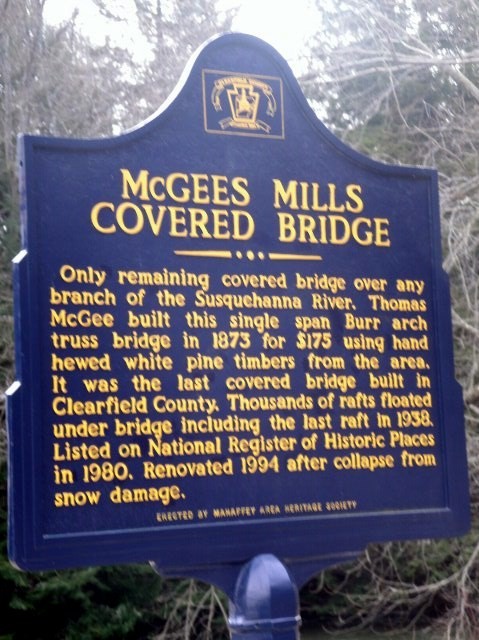 McGEES MILLS
COVERED BRIDGE
Only remaining covered bridge over any
branch of the Susquehanna River. Thomas
McGee built this single span Burr arch
truss bridge in 1873 for $175 using hand
hewed white pine timbers from the area.
It was the last covered bridge built in
Clearfield County. Thousands of rafts floated
under bridge including the last raft in 1938.
Listed on National Register of Historic Places
in 1980. Renovated 1994 after collapse from
snow damage.
ERECTED BY MAHAFFEY AREA HERITAGE SOCIETY